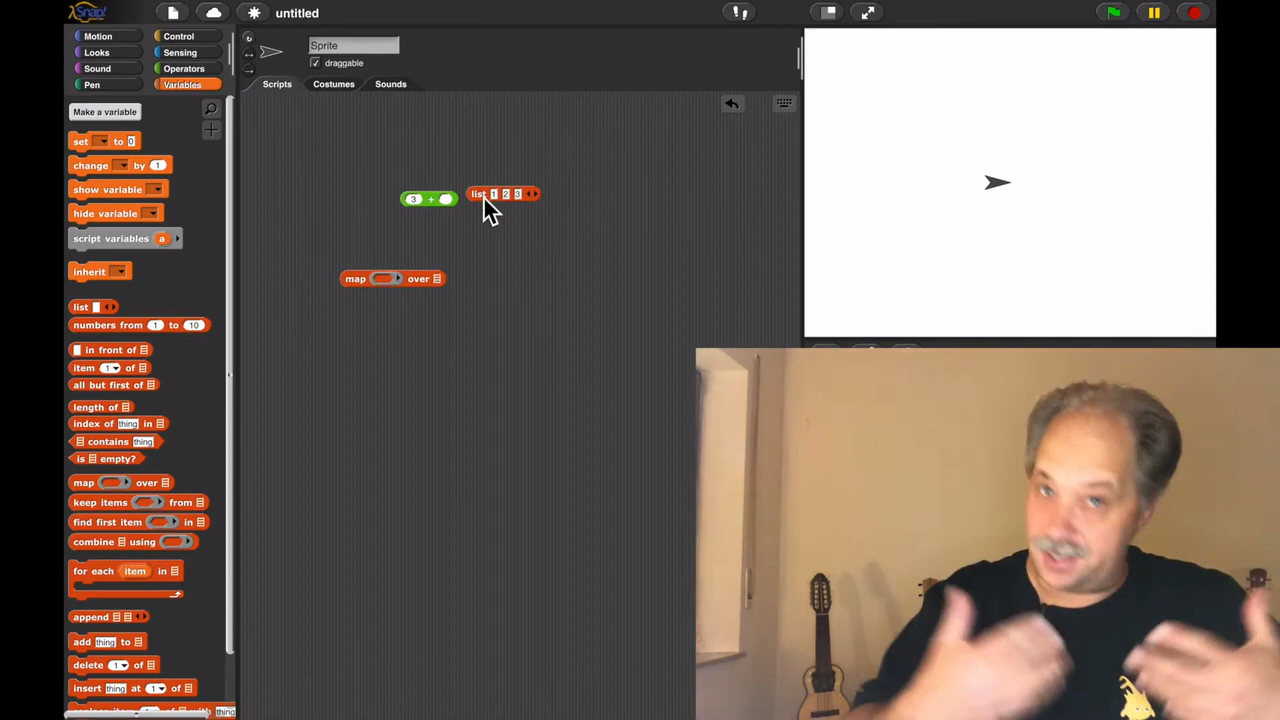 Snap!
untitled
Motion
Control
Looks
Sensing
Sound
Operators
Pen
Variables
Sprite
draggable
Scripts
Costumes
Sounds
Make a variable
set to 0
change by 1
show variable
hide variable
script variables a
inherit
list
numbers from 1 to 10
in front of
item 1 of
all but first of
length of
index of thing in
contains thing
is empty?
map over
keep items from
find first item in
combine using
for each item in
append
add thing to
delete 1 of
insert thing at 1 of
3 +
list 1 2 3
map over